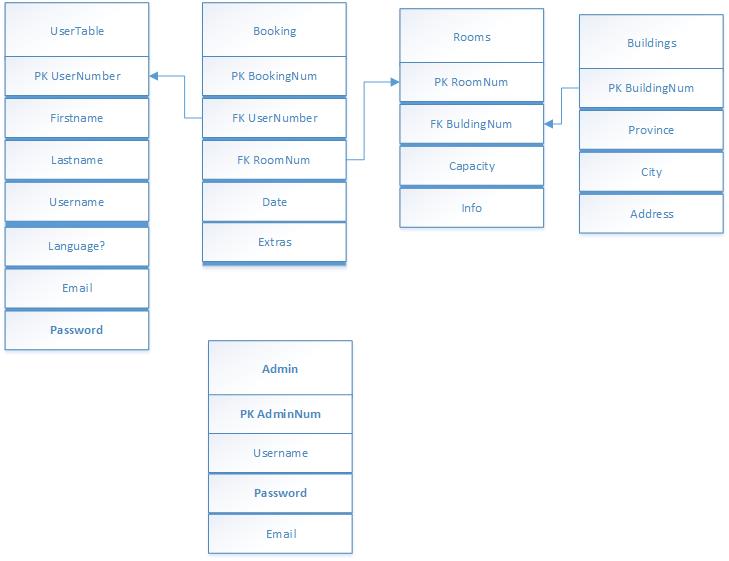 UserTable
PK UserNumber
Firstname
Lastname
Username
Language?
Email
Password
Booking
PK BookingNum
FK UserNumber
FK RoomNum
Date
Extras
Rooms
PK RoomNum
FK BuldingNum
Capacity
Info
Buildings
PK BuildingNum
Province
City
Address
Admin
PK AdminNum
Username
Password
Email